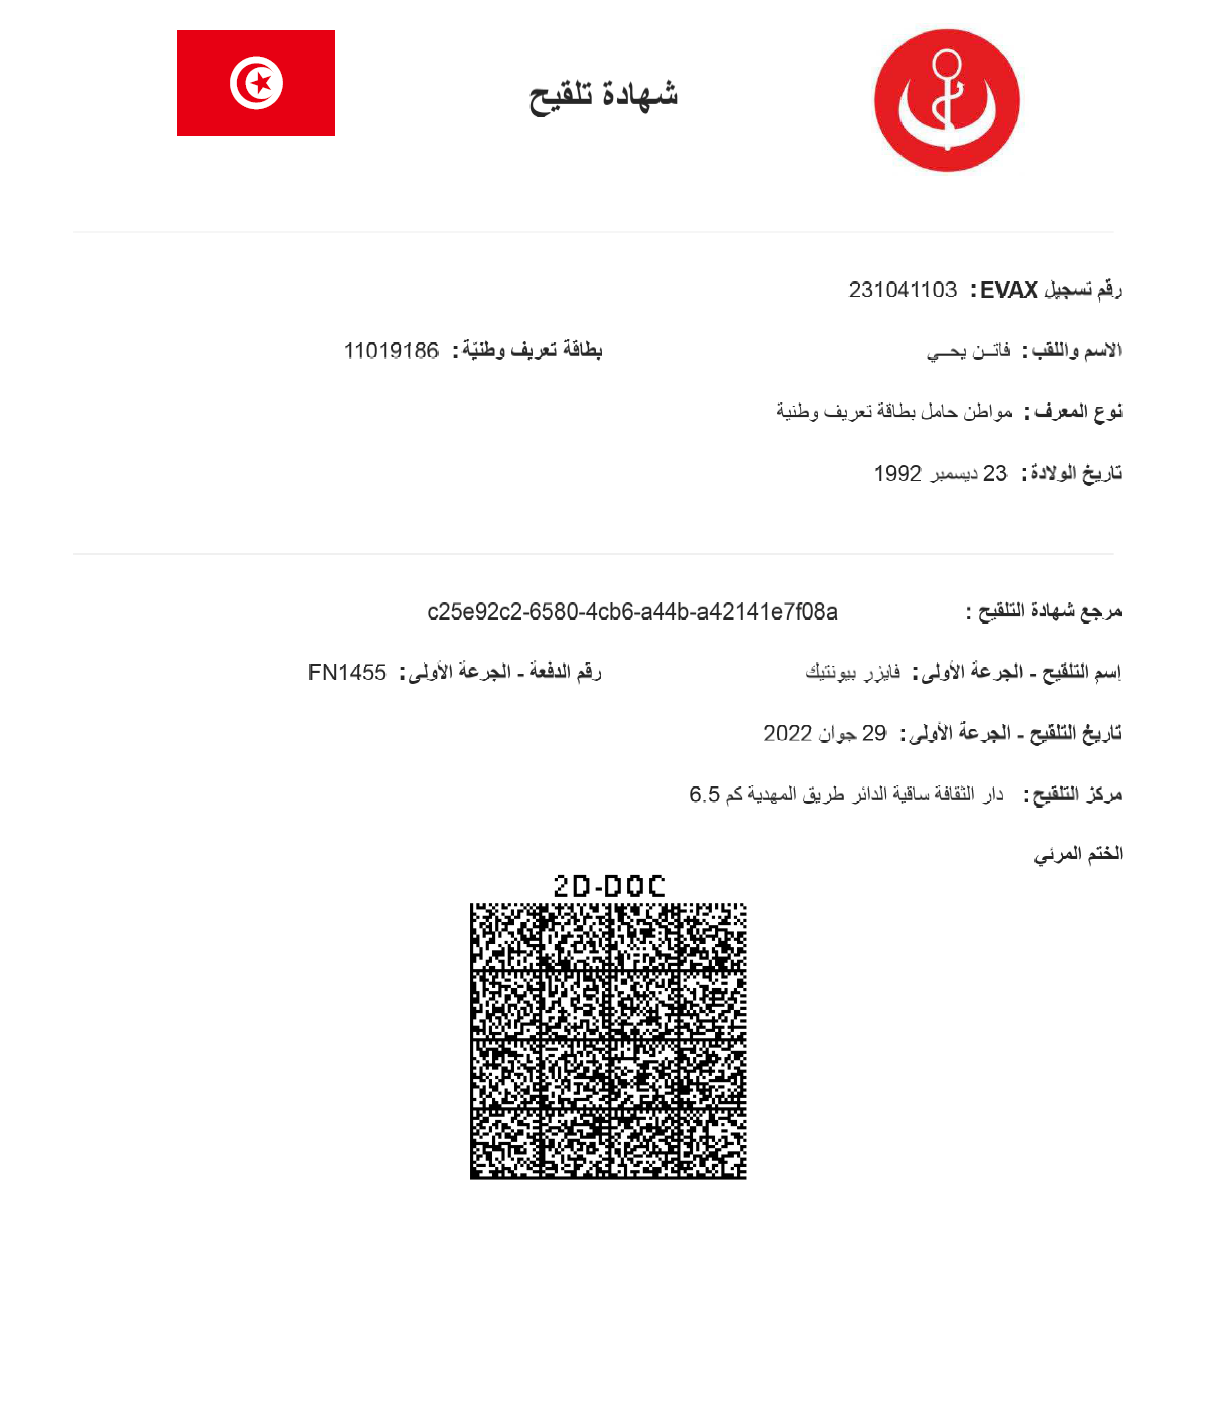 شهادة تلقيح
رقم تسجيل EVAX : 231041103
الاسم واللقب : فاتن يحي بطاقة تعريف وطنيّة : 11019186
نوع المعرف : مواطن حامل بطاقة تعريف وطنية
تاريخ الولادة : 23 ديسمبر 1992
مرجع شهادة التلقيح : c25e92c2-6580-4cb6-a44b-a42141e7f08a
إسم التلقيح - الجرعة الأولى : فايزر بيونتيك رقم الدفعة - الجرعة الأولى : FN1455
تاريخ التلقيح - الجرعة الأولى : 29 جوان 2022
مركز التلقيح : دار الثقافة ساقية الدائر طريق المهدية كم 6.5
الختم المرئي
2D-DOC